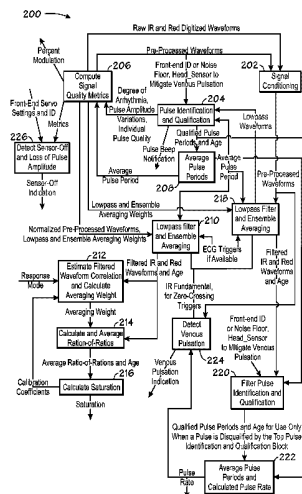 200
Raw IR and Red Digitized Waveforms
Pre-Processed Waveforms
Percent
Modulation
206
Compute
Signal
Quality Metrics
Front-end ID or Noise
Floor, Head_Sensor
to Mitigate Venous
Pulsation
202
Signal
Conditioning
Front-End Servo
Settings and ID
Metrics
Degree of
Arrhythmia,
Pulse Amplitude
Variations,
Individual
Pulse Quality
204
Pulse Identification
and Qualification
Lowpass
Waveforms
226
Detect Sensor-Off
and Loss of Pulse
Amplitude
Sensor-Off
Indication
Pulse Beep
Notification
Qualified Pulse
Periods and Age
Average
Pulse
Periods
208
Average
Pulse Period
Average
Pulse
Period
Pre-Processed
Waveforms
218
Lowpass Filter
and Ensemble
Averaging
Lowpass and Ensemble
Averaging Weights
210
Lowpass filter
and Ensemble
Averaging
Normalized Pre-Processed Waveforms,
Lowpass and Ensemble Averaging Weights
ECG Triggers
if Available
212
Estimate Filtered
Waveform Correlation
and Calculate
Averaging Weight
Response
Mode
Filtered IR and Red
Waveforms and Age
IR Fundamental,
for Zero-Crossing
Triggers
Filtered
IR and Red
Waveforms
and Age
Averaging Weight
214
Calculate and Average
Ratio-of-Ratios
Detect
Venous
Pulsation
224
Front-end ID
or Noise Floor,
Head_Sensor
to Mitigate Venous
Pulsation
Average Ratio-of-Rations and Age
216
Calibration
Coefficients
Calculate Saturation
Saturation
Venous
Pulsation
Indication
220
Filter Pulse
Identification and
Qualification
Qualified Pulse Periods and Age for Use Only
When a Pulse is Disqualified by the Top Pulse
Identification and Qualification Block
222
Pulse
Rate
Average Pulse
Periods and
Calculated Pulse Rate